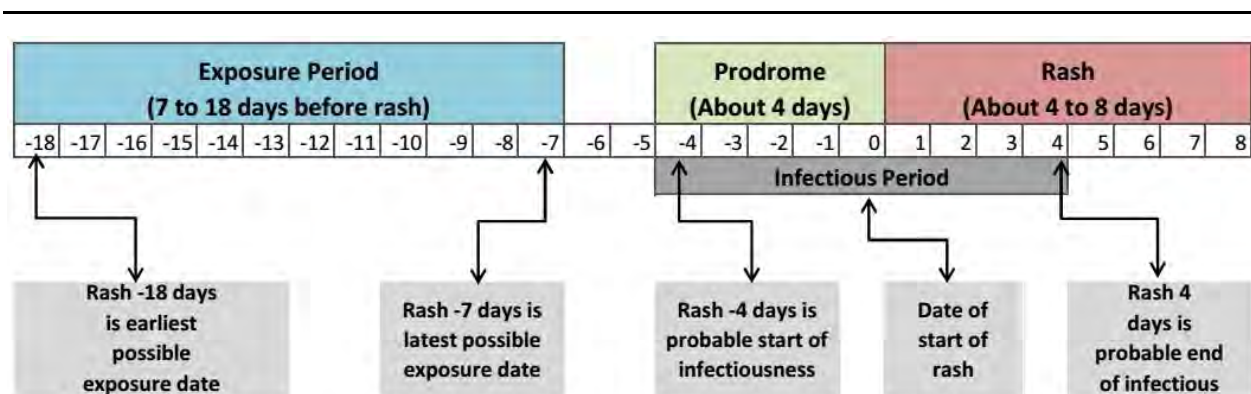 Exposure Period
(7 to 18 days before rash)
Prodrome
(About 4 days)
Rash
(About 4 to 8 days)
-18 -17 -16 -15 -14 -13 -12 -11 -10 -9 -8 -7 -6 -5 -4 -3 -2 -1 0 1 2 3 4 5 6 7 8
Infectious Period
Rash -18 days
is earliest
possible
exposure date
Rash -7 days is
latest possible
exposure date
Rash -4 days is
probable start of
infectiousness
Date of
start of
rash
Rash 4
days is
probable end
of infectious